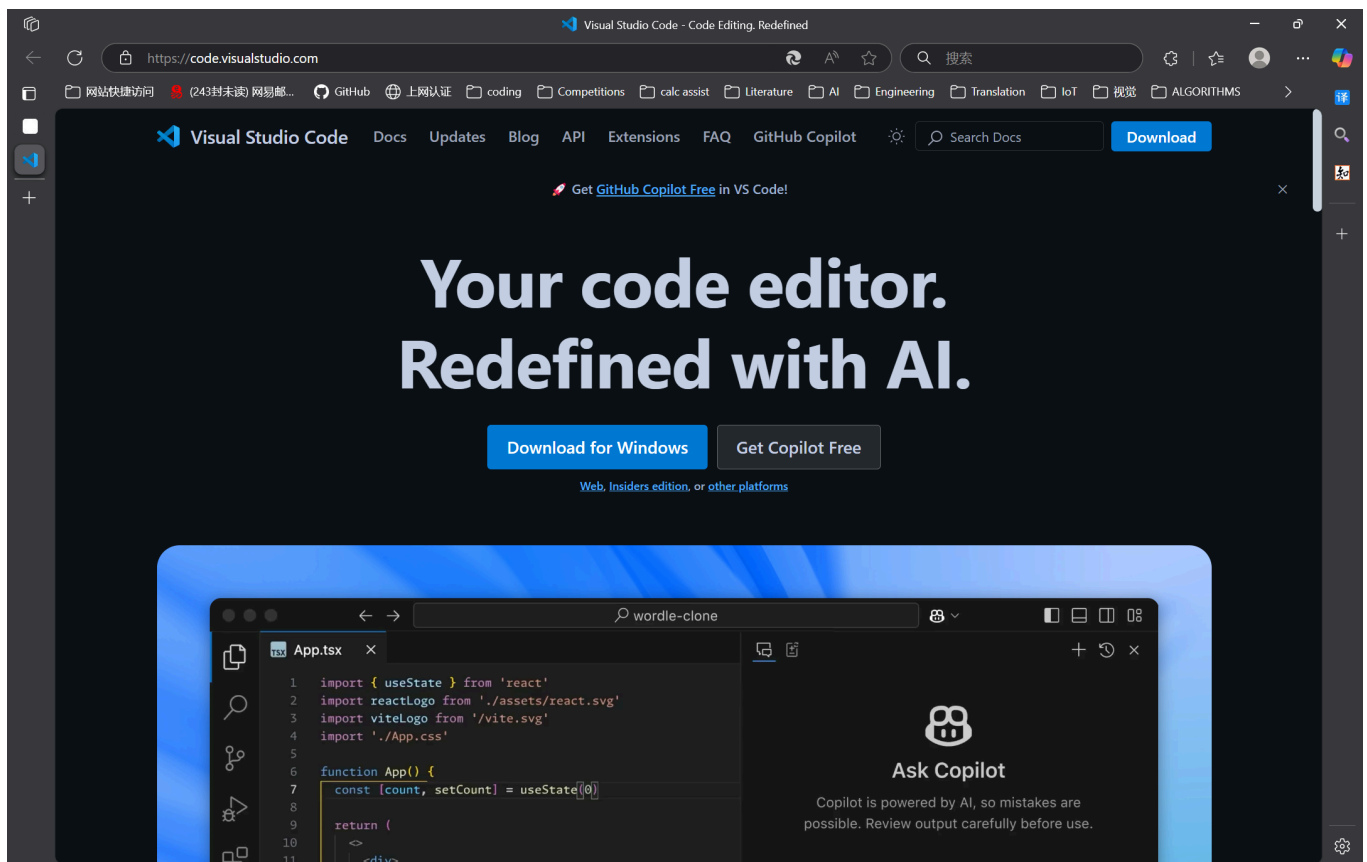 Visual Studio Code - Code Editing. Redefined
https://code.visualstudio.com
搜索
网站快捷访问 (243封未读) 网易邮... GitHub 上网认证 coding Competitions calc assist Literature AI Engineering Translation IoT 视觉 ALGORITHMS
译
知
Visual Studio Code Docs Updates Blog API Extensions FAQ GitHub Copilot Search Docs Download
🚀 Get GitHub Copilot Free in VS Code!
Your code editor.
Redefined with AI.
Download for Windows Get Copilot Free
Web, Insiders edition, or other platforms
wordle-clone
TSX App.tsx
1 import { useState } from 'react'
2 import reactLogo from './assets/react.svg'
3 import viteLogo from '/vite.svg'
4 import './App.css'
5
6 function App() {
7 const [count, setCount] = useState(0)
8
9 return (
10 <>
11 <div>
Ask Copilot
Copilot is powered by AI, so mistakes are
possible. Review output carefully before use.